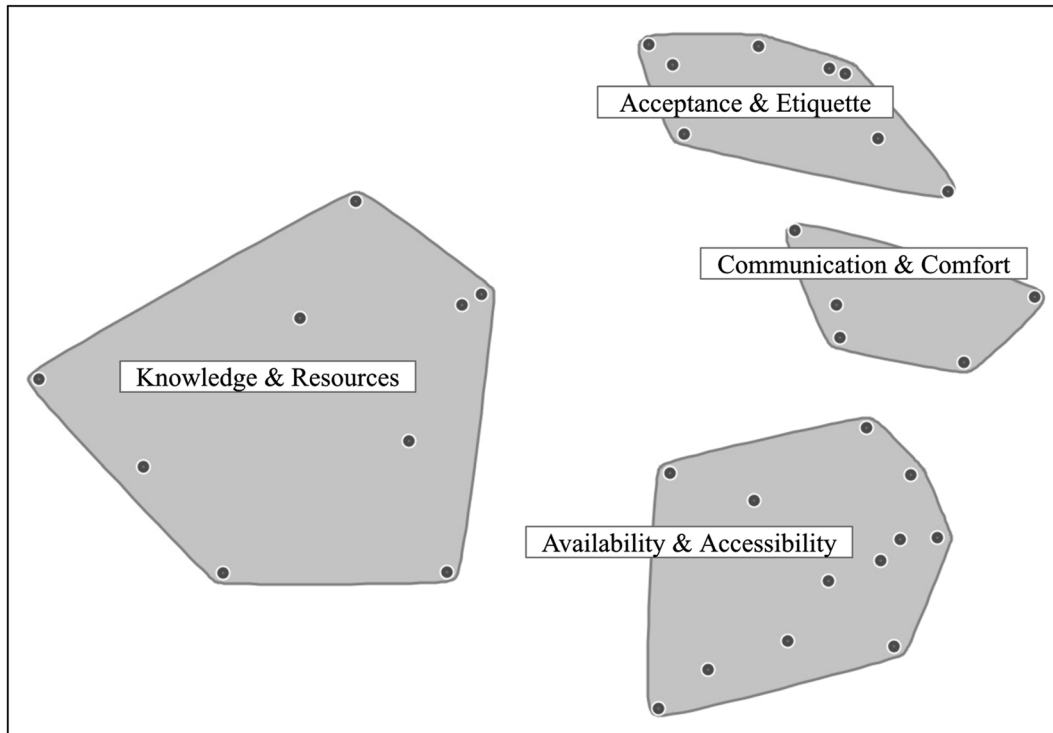 Acceptance & Etiquette
Communication & Comfort
Knowledge & Resources
Availability & Accessibility